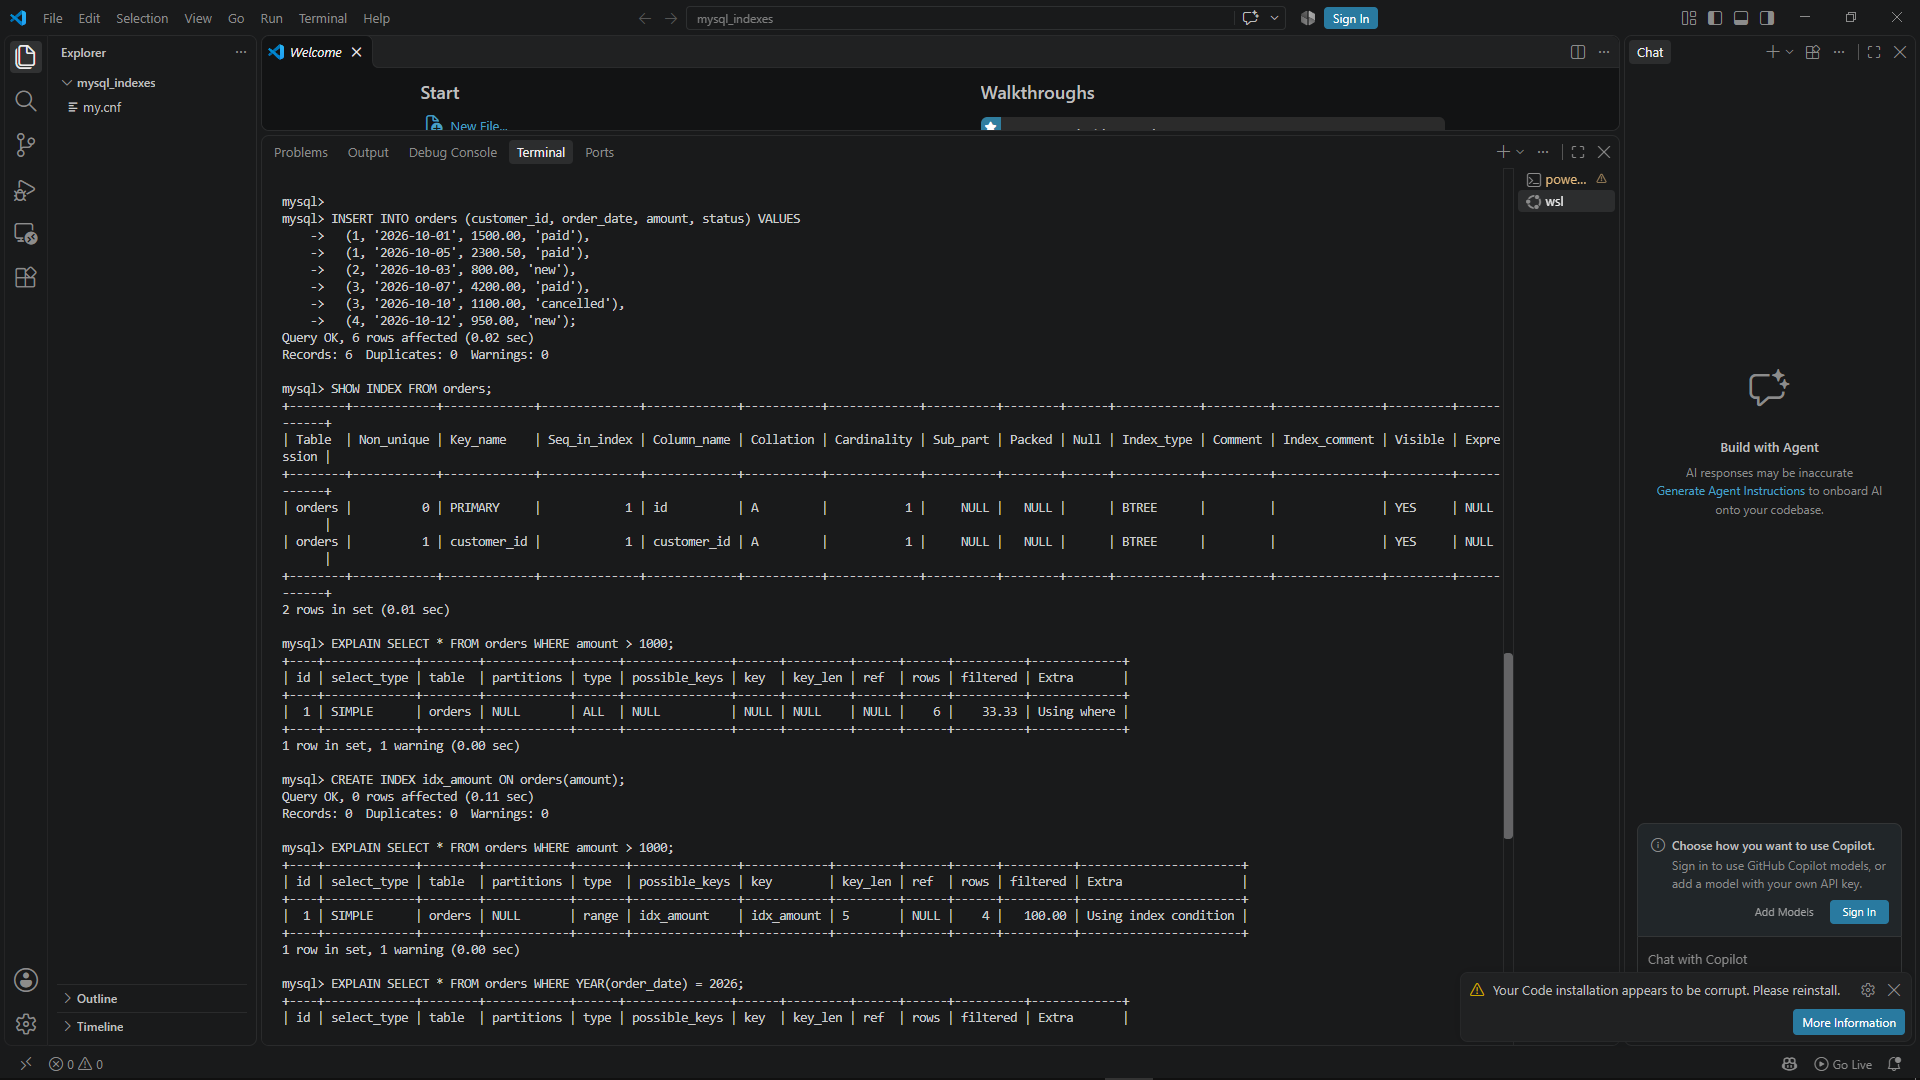 File Edit Selection View Go Run Terminal Help
mysql_indexes
Sign In
Explorer
mysql_indexes
my.cnf
Outline
Timeline
Welcome
Start
New File...
Walkthroughs
Problems Output Debug Console Terminal Ports
powe...
wsl
mysql>
mysql> INSERT INTO orders (customer_id, order_date, amount, status) VALUES
    ->   (1, '2026-10-01', 1500.00, 'paid'),
    ->   (1, '2026-10-05', 2300.50, 'paid'),
    ->   (2, '2026-10-03', 800.00, 'new'),
    ->   (3, '2026-10-07', 4200.00, 'paid'),
    ->   (3, '2026-10-10', 1100.00, 'cancelled'),
    ->   (4, '2026-10-12', 950.00, 'new');
Query OK, 6 rows affected (0.02 sec)
Records: 6  Duplicates: 0  Warnings: 0
mysql> SHOW INDEX FROM orders;
+--------+------------+-------------+--------------+-------------+-----------+-------------+----------+--------+------+------------+---------+---------------+---------+------
------+
| Table  | Non_unique | Key_name    | Seq_in_index | Column_name | Collation | Cardinality | Sub_part | Packed | Null | Index_type | Comment | Index_comment | Visible | Expre
ssion |
+--------+------------+-------------+--------------+-------------+-----------+-------------+----------+--------+------+------------+---------+---------------+---------+------
------+
| orders |          0 | PRIMARY     |            1 | id          | A         |           1 |     NULL |   NULL |      | BTREE      |         |               | YES     | NULL
      |
| orders |          1 | customer_id |            1 | customer_id | A         |           1 |     NULL |   NULL |      | BTREE      |         |               | YES     | NULL
      |
+--------+------------+-------------+--------------+-------------+-----------+-------------+----------+--------+------+------------+---------+---------------+---------+------
------+
2 rows in set (0.01 sec)
mysql> EXPLAIN SELECT * FROM orders WHERE amount > 1000;
+----+-------------+--------+------------+------+---------------+------+---------+------+------+----------+-------------+
| id | select_type | table  | partitions | type | possible_keys | key  | key_len | ref  | rows | filtered | Extra       |
+----+-------------+--------+------------+------+---------------+------+---------+------+------+----------+-------------+
|  1 | SIMPLE      | orders | NULL       | ALL  | NULL          | NULL | NULL    | NULL |    6 |    33.33 | Using where |
+----+-------------+--------+------------+------+---------------+------+---------+------+------+----------+-------------+
1 row in set, 1 warning (0.00 sec)
mysql> CREATE INDEX idx_amount ON orders(amount);
Query OK, 0 rows affected (0.11 sec)
Records: 0  Duplicates: 0  Warnings: 0
mysql> EXPLAIN SELECT * FROM orders WHERE amount > 1000;
+----+-------------+--------+------------+-------+---------------+------------+---------+------+------+----------+-----------------------+
| id | select_type | table  | partitions | type  | possible_keys | key        | key_len | ref  | rows | filtered | Extra                 |
+----+-------------+--------+------------+-------+---------------+------------+---------+------+------+----------+-----------------------+
|  1 | SIMPLE      | orders | NULL       | range | idx_amount    | idx_amount | 5       | NULL |    4 |   100.00 | Using index condition |
+----+-------------+--------+------------+-------+---------------+------------+---------+------+------+----------+-----------------------+
1 row in set, 1 warning (0.00 sec)
mysql> EXPLAIN SELECT * FROM orders WHERE YEAR(order_date) = 2026;
+----+-------------+--------+------------+------+---------------+------+---------+------+------+----------+-------------+
| id | select_type | table  | partitions | type | possible_keys | key  | key_len | ref  | rows | filtered | Extra       |
Chat
Build with Agent
AI responses may be inaccurate
Generate Agent Instructions to onboard AI
onto your codebase.
Choose how you want to use Copilot.
Sign in to use GitHub Copilot models, or
add a model with your own API key.
Add Models
Sign In
Chat with Copilot
Your Code installation appears to be corrupt. Please reinstall.
More Information
0 0
Go Live